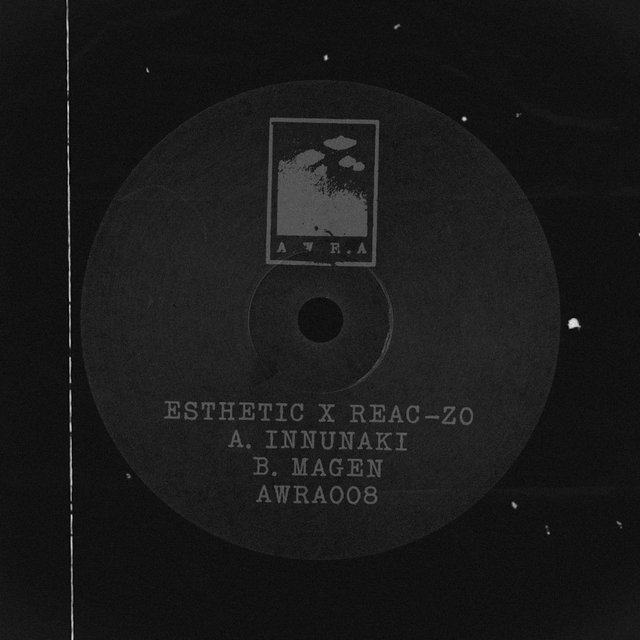 A W R.A
ESTHETIC X REAC-ZO
A. INNUNAKI
B. MAGEN
AWRA008